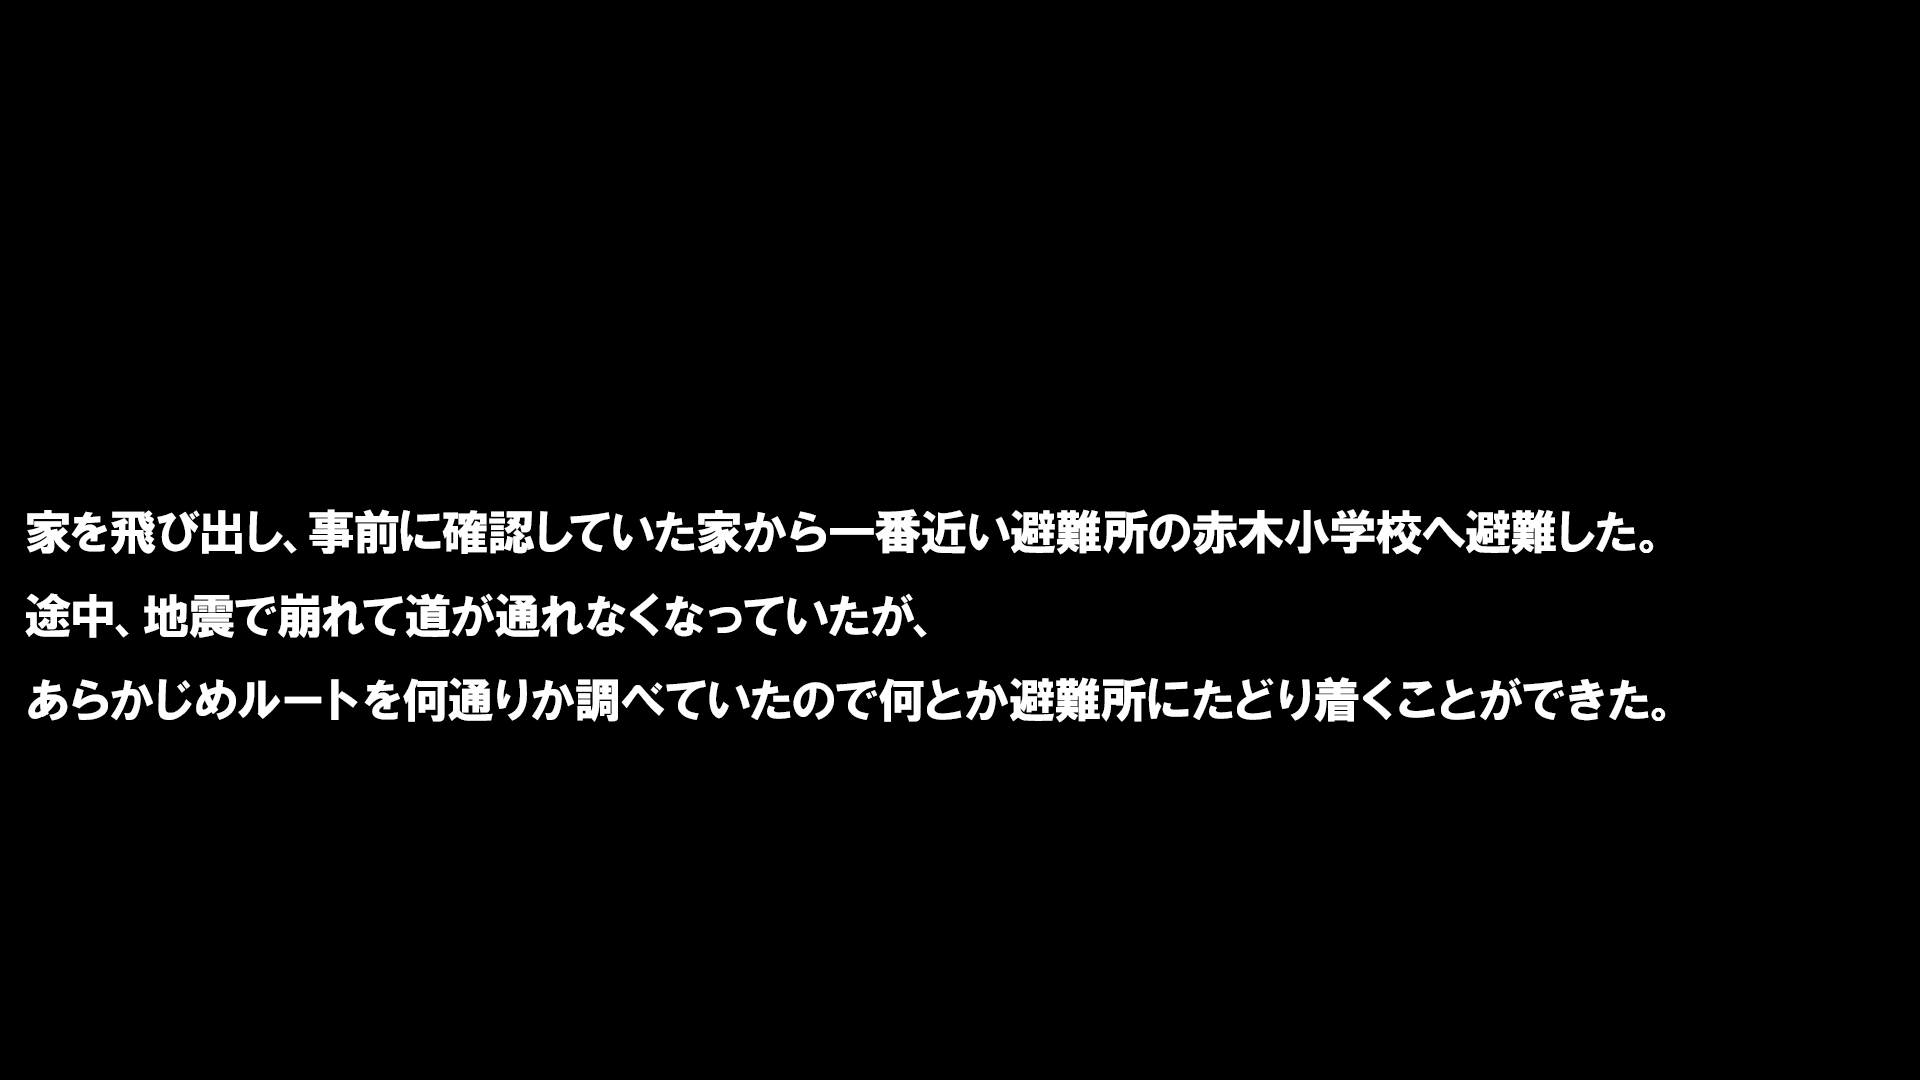 家を飛び出し、事前に確認していた家から一番近い避難所の赤木小学校へ避難した。
途中、地震で崩れて道が通れなくなっていたが、
あらかじめルートを何通りか調べていたので何とか避難所にたどり着くことができた。